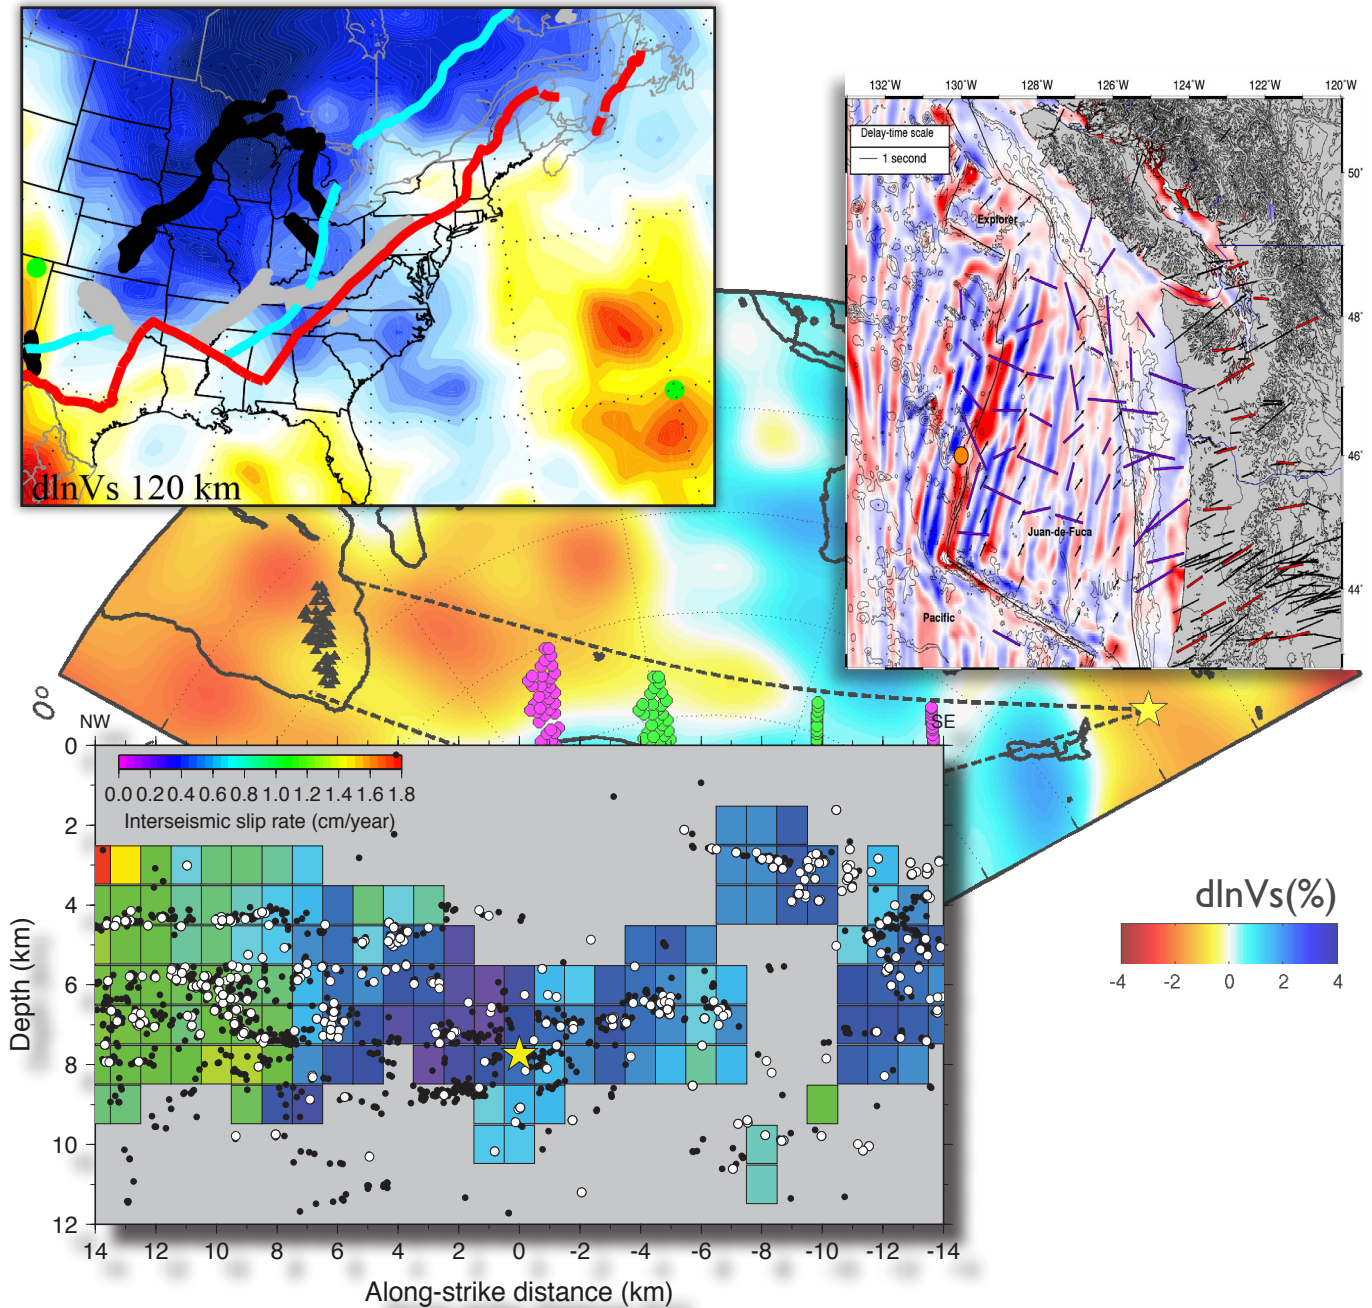 dlnVs 120 km
132°W 130°W 128°W 126°W 124°W 122°W 120°W
Delay-time scale
1 second
50°
Explorer
48°
46°
Juan-de-Fuca
44°
Pacific
0°
NW
SE
0
0.0 0.2 0.4 0.6 0.8 1.0 1.2 1.4 1.6 1.8
Interseismic slip rate (cm/year)
2
4
6
8
10
12
Depth (km)
14 12 10 8 6 4 2 0 -2 -4 -6 -8 -10 -12 -14
Along-strike distance (km)
dlnVs(%)
-4 -2 0 2 4